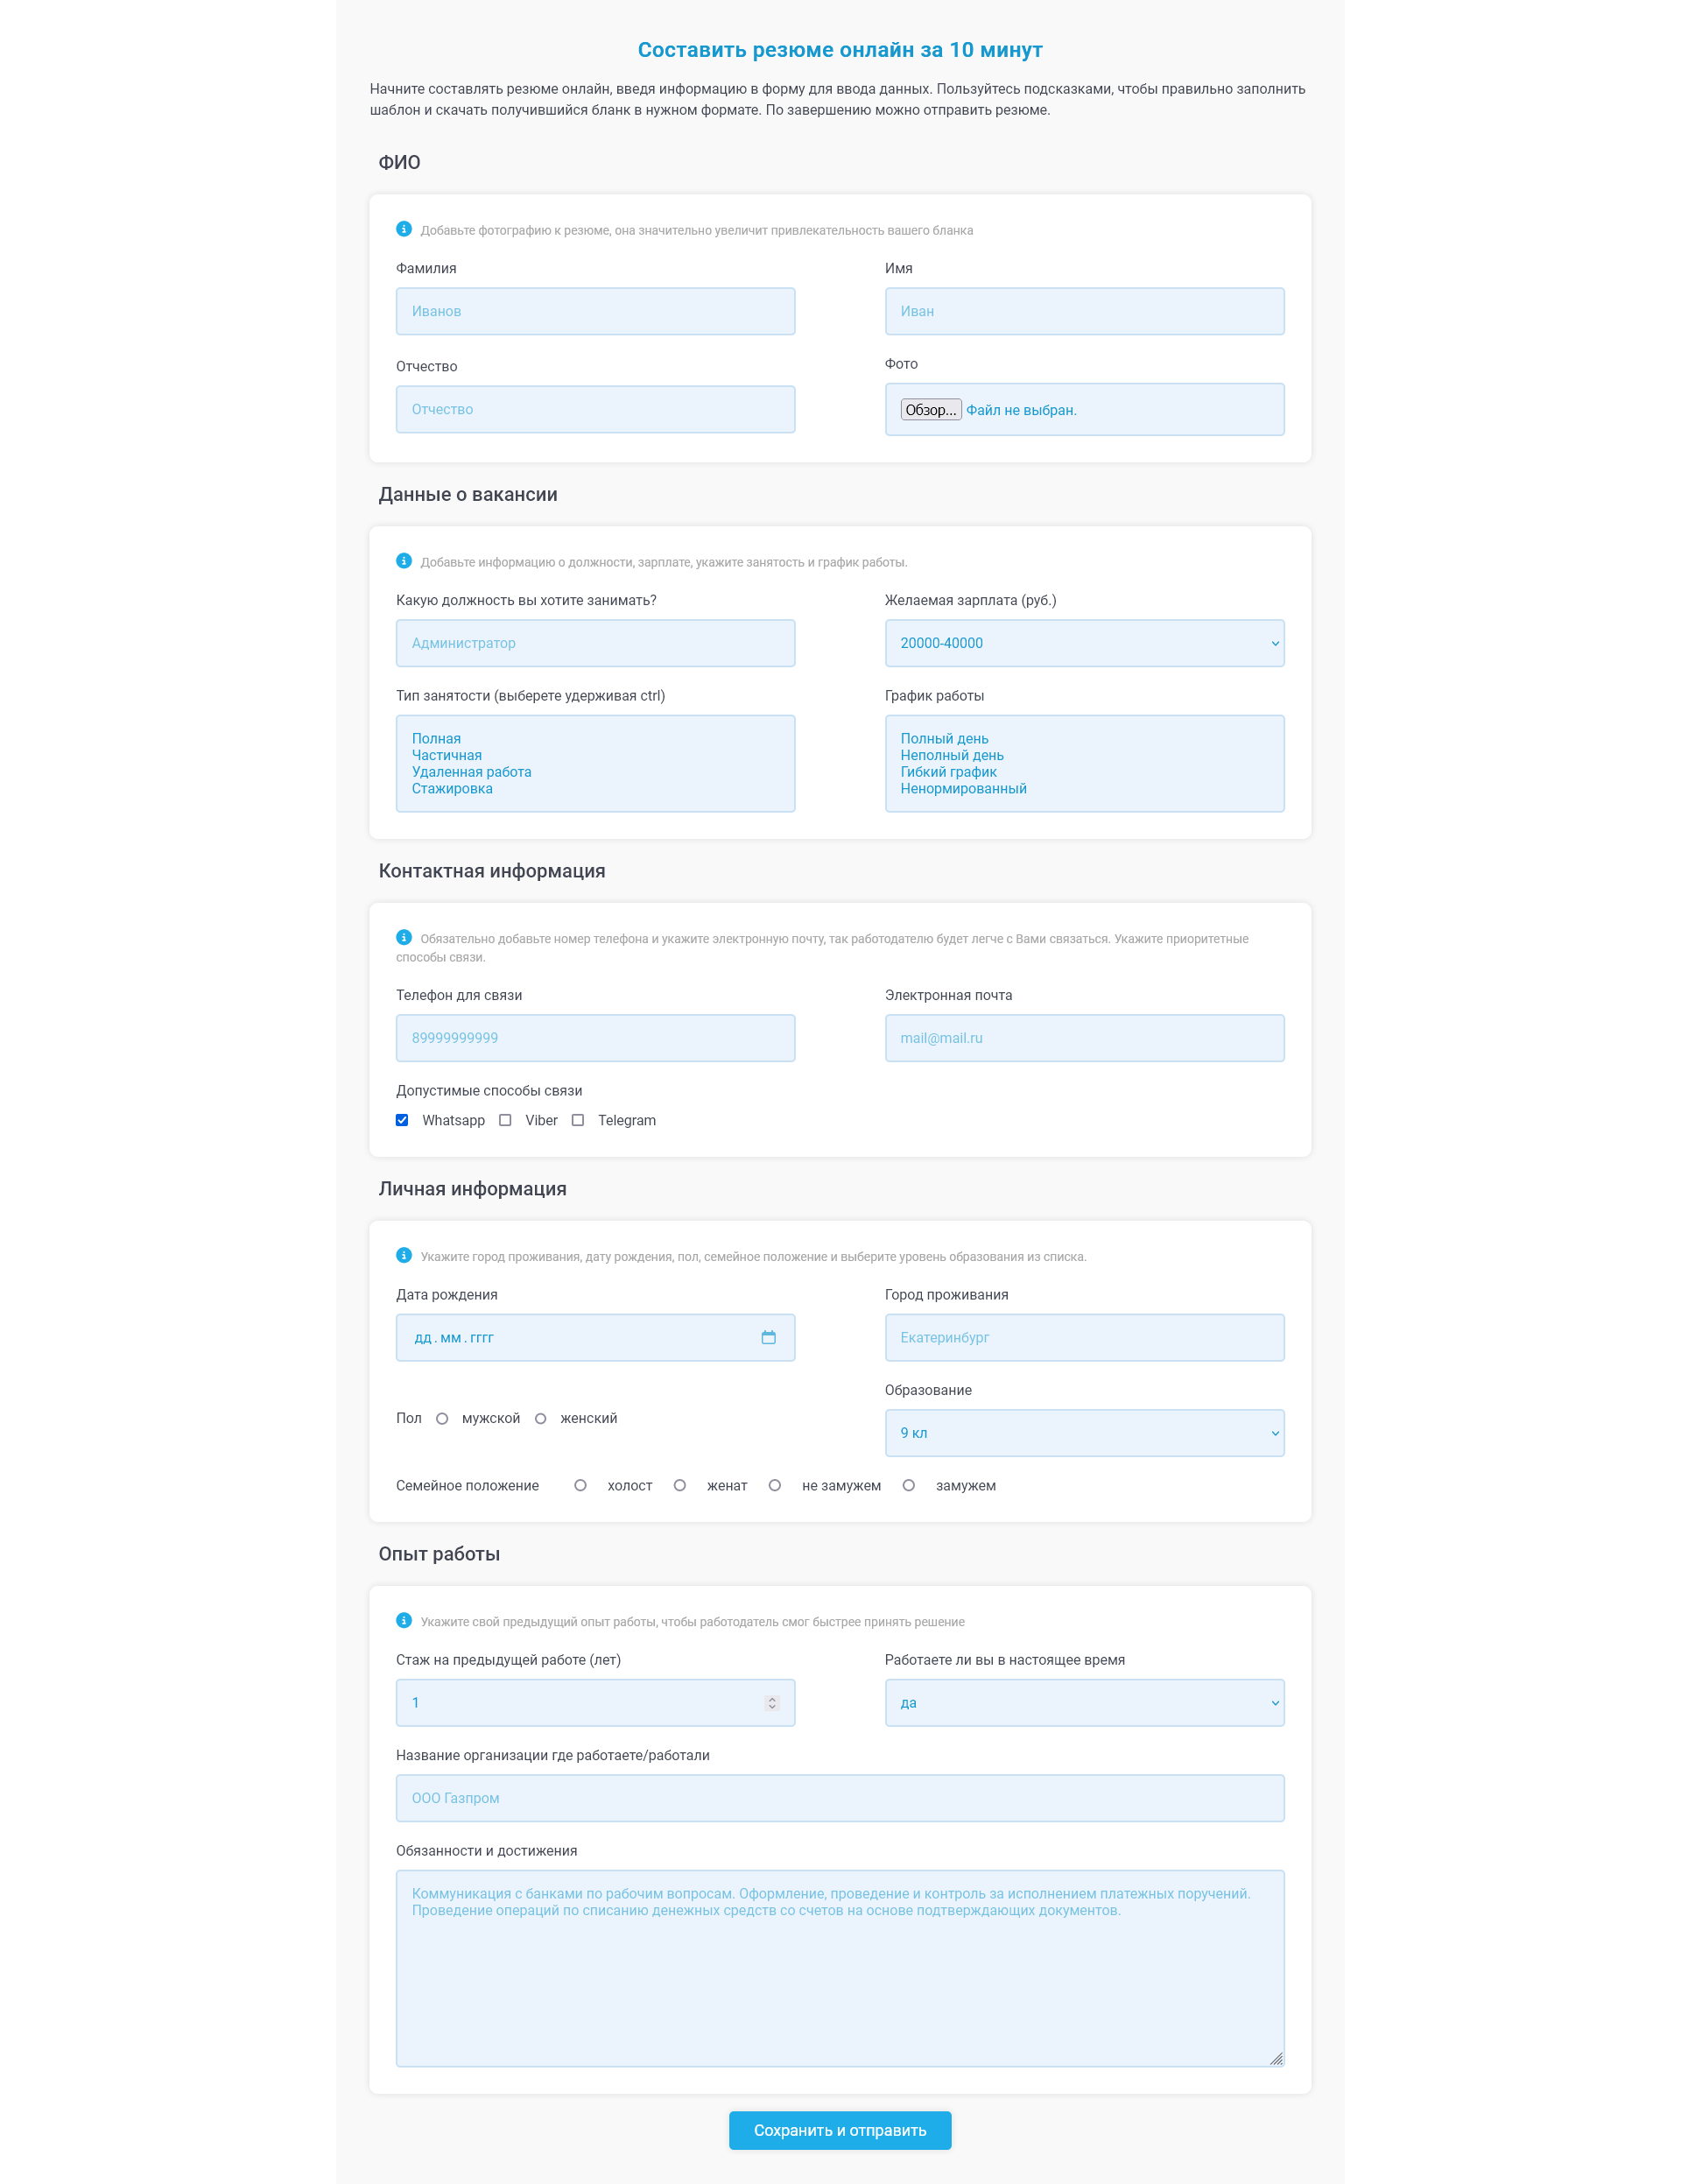 Составить резюме онлайн за 10 минут
Начните составлять резюме онлайн, введя информацию в форму для ввода данных. Пользуйтесь подсказками, чтобы правильно заполнить
шаблон и скачать получившийся бланк в нужном формате. По завершению можно отправить резюме.
ФИО
Добавьте фотографию к резюме, она значительно увеличит привлекательность вашего бланка
Фамилия
Имя
Иванов
Иван
Отчество
Фото
Отчество
Обзор... Файл не выбран.
Данные о вакансии
Добавьте информацию о должности, зарплате, укажите занятость и график работы.
Какую должность вы хотите занимать?
Желаемая зарплата (руб.)
Администратор
20000-40000
Тип занятости (выберете удерживая ctrl)
График работы
Полная
Частичная
Удаленная работа
Стажировка
Полный день
Неполный день
Гибкий график
Ненормированный
Контактная информация
Обязательно добавьте номер телефона и укажите электронную почту, так работодателю будет легче с Вами связаться. Укажите приоритетные
способы связи.
Телефон для связи
Электронная почта
89999999999
mail@mail.ru
Допустимые способы связи
Whatsapp Viber Telegram
Личная информация
Укажите город проживания, дату рождения, пол, семейное положение и выберите уровень образования из списка.
Дата рождения
Город проживания
дд.мм.гггг
Екатеринбург
Образование
Пол мужской женский
9 кл
Семейное положение холост женат не замужем замужем
Опыт работы
Укажите свой предыдущий опыт работы, чтобы работодатель смог быстрее принять решение
Стаж на предыдущей работе (лет)
Работаете ли вы в настоящее время
1
да
Название организации где работаете/работали
ООО Газпром
Обязанности и достижения
Коммуникация с банками по рабочим вопросам. Оформление, проведение и контроль за исполнением платежных поручений.
Проведение операций по списанию денежных средств со счетов на основе подтверждающих документов.
Сохранить и отправить